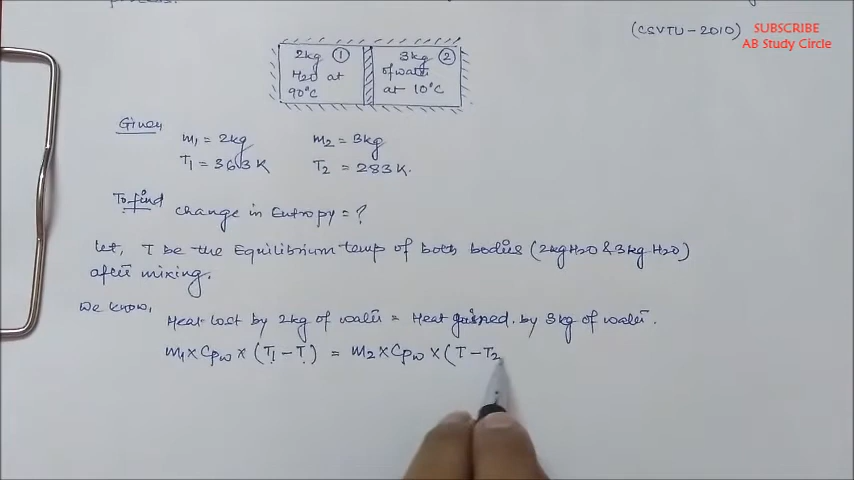 process.
(CSVTU-2010)
SUBSCRIBE
AB Study Circle
2kg ①
H2O at
90°C
3kg ②
of water
at 10°C
Given
m1 = 2kg m2 = 3kg
T1 = 363K T2 = 283K.
To find
change in Entropy = ?
let, T be the Equilibrium temp of both bodies (2kg H2O & 3kg H2O)
after mixing.
We know,
Heat lost by 2kg of water = Heat gained. by 3kg of water.
m1 × Cpw × (T1 - T) = m2 × Cpw × (T - T2